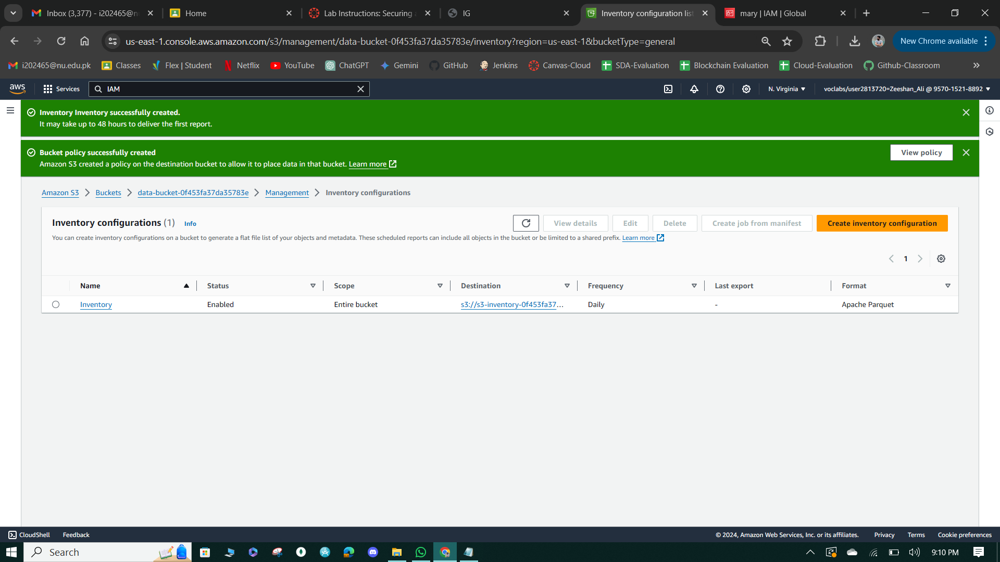 Inbox (3,377) - i202465@n
Home
Lab Instructions: Securing
IG
Inventory configuration list
mary | IAM | Global
us-east-1.console.aws.amazon.com/s3/management/data-bucket-0f453fa37da35783e/inventory?region=us-east-1&bucketType=general
New Chrome available
i202465@nu.edu.pk
Classes
Flex | Student
Netflix
YouTube
ChatGPT
Gemini
GitHub
Jenkins
Canvas-Cloud
SDA-Evaluation
Blockchain Evaluation
Cloud-Evaluation
Github-Classroom
aws
Services
IAM
N. Virginia
voclabs/user2813720=Zeeshan_Ali @ 9570-1521-8892
Inventory Inventory successfully created.
It may take up to 48 hours to deliver the first report.
Bucket policy successfully created
Amazon S3 created a policy on the destination bucket to allow it to place data in that bucket. Learn more
View policy
Amazon S3 > Buckets > data-bucket-0f453fa37da35783e > Management > Inventory configurations
Inventory configurations (1) Info
View details
Edit
Delete
Create job from manifest
Create inventory configuration
You can create inventory configurations on a bucket to generate a flat file list of your objects and metadata. These scheduled reports can include all objects in the bucket or be limited to a shared prefix. Learn more
1
Name Status Scope Destination Frequency Last export Format
Inventory Enabled Entire bucket s3://s3-inventory-0f453fa37... Daily - Apache Parquet
CloudShell Feedback
© 2024, Amazon Web Services, Inc. or its affiliates. Privacy Terms Cookie preferences
Search
9:10 PM